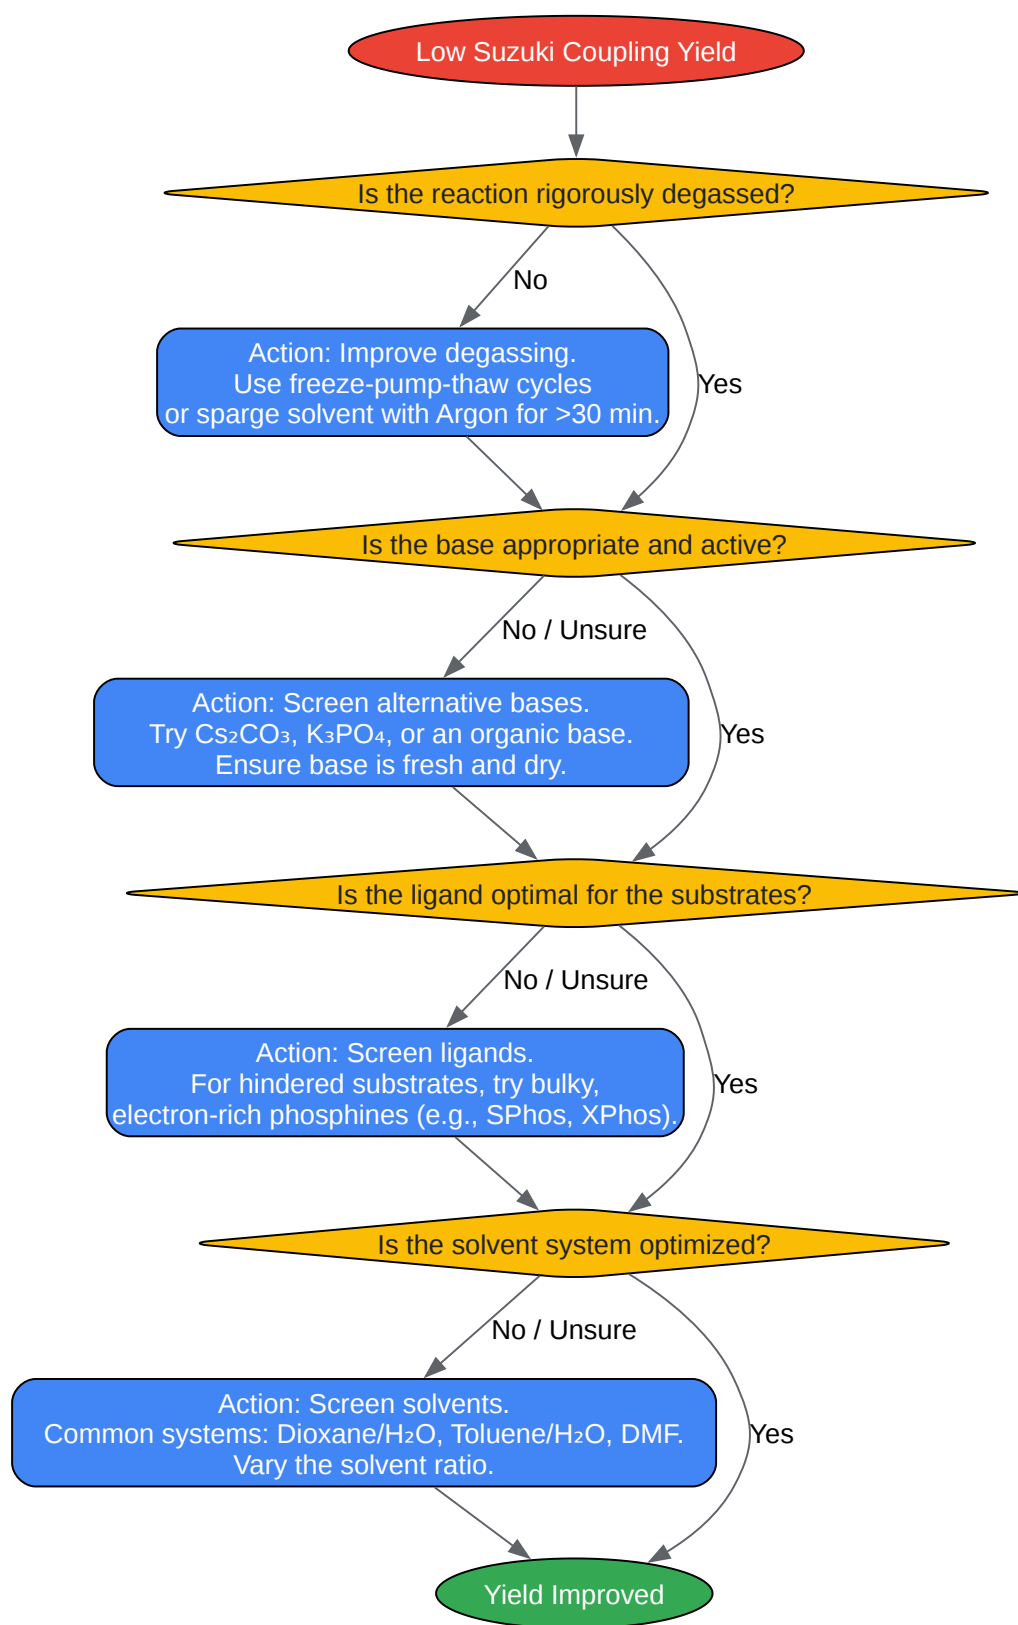 Low Suzuki Coupling Yield
Is the reaction rigorously degassed?
No
Action: Improve degassing.
Use freeze-pump-thaw cycles
or sparge solvent with Argon for >30 min.
Yes
Is the base appropriate and active?
No / Unsure
Action: Screen alternative bases.
Try Cs₂CO₃, K₃PO₄, or an organic base.
Ensure base is fresh and dry.
Yes
Is the ligand optimal for the substrates?
No / Unsure
Action: Screen ligands.
For hindered substrates, try bulky,
electron-rich phosphines (e.g., SPhos, XPhos).
Yes
Is the solvent system optimized?
No / Unsure
Action: Screen solvents.
Common systems: Dioxane/H₂O, Toluene/H₂O, DMF.
Vary the solvent ratio.
Yes
Yield Improved